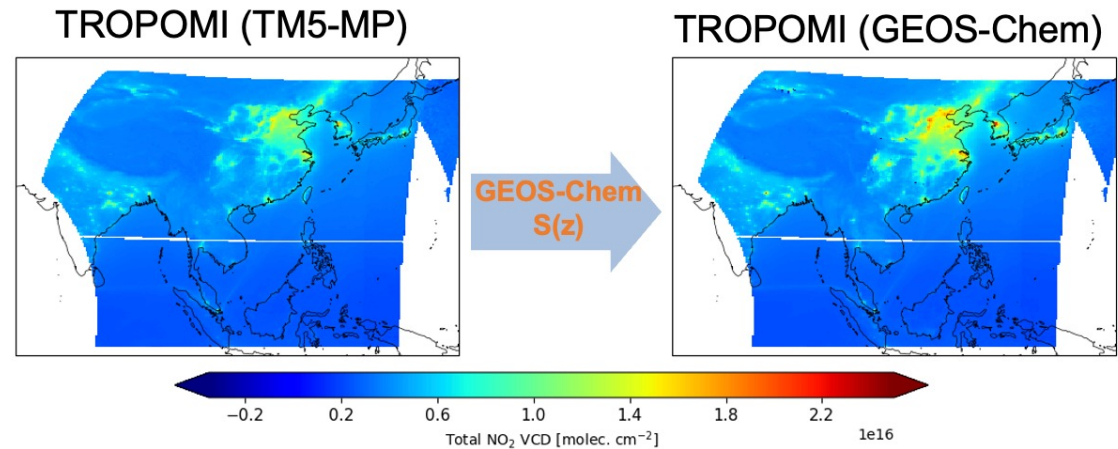 TROPOMI (TM5-MP)
TROPOMI (GEOS-Chem)
GEOS-Chem
S(z)
−0.2 0.2 0.6 1.0 1.4 1.8 2.2
Total NO₂ VCD [molec. cm⁻²]
1e16